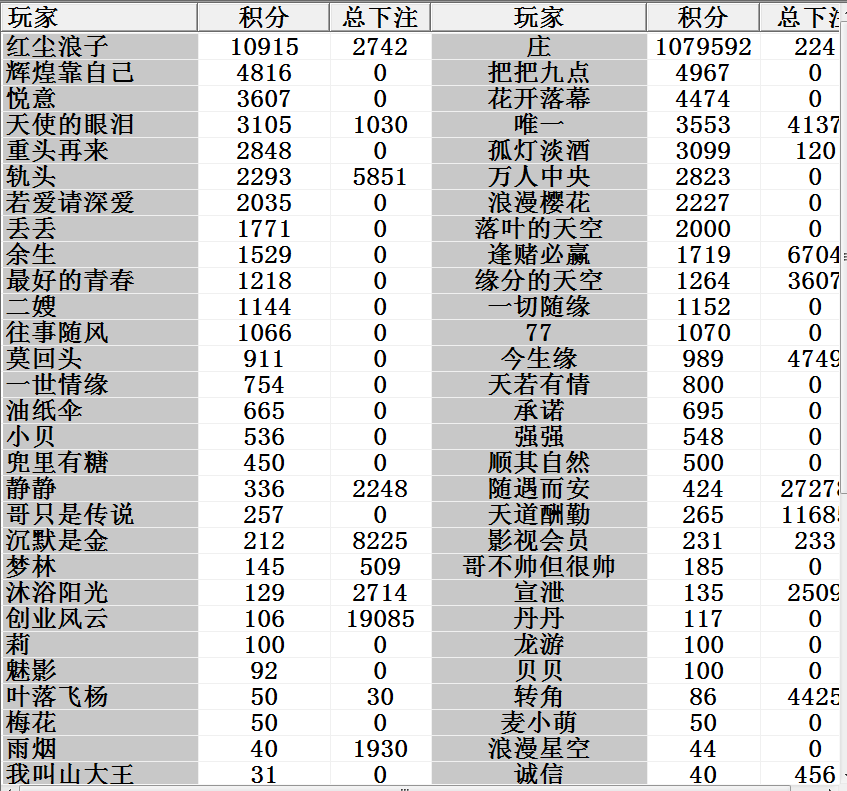 玩家 积分 总下注 玩家 积分 总下
红尘浪子 10915 2742 庄 1079592 224
辉煌靠自己 4816 0 把把九点 4967 0
悦意 3607 0 花开落幕 4474 0
天使的眼泪 3105 1030 唯一 3553 4137
重头再来 2848 0 孤灯淡酒 3099 120
轨头 2293 5851 万人中央 2823 0
若爱请深爱 2035 0 浪漫樱花 2227 0
丢丢 1771 0 落叶的天空 2000 0
余生 1529 0 逢赌必赢 1719 6704
最好的青春 1218 0 缘分的天空 1264 3607
二嫂 1144 0 一切随缘 1152 0
往事随风 1066 0 77 1070 0
莫回头 911 0 今生缘 989 4749
一世情缘 754 0 天若有情 800 0
油纸伞 665 0 承诺 695 0
小贝 536 0 强强 548 0
兜里有糖 450 0 顺其自然 500 0
静静 336 2248 随遇而安 424 2727
哥只是传说 257 0 天道酬勤 265 1168
沉默是金 212 8225 影视会员 231 233
梦林 145 509 哥不帅但很帅 185 0
沐浴阳光 129 2714 宣泄 135 2509
创业风云 106 19085 丹丹 117 0
莉 100 0 龙游 100 0
魅影 92 0 贝贝 100 0
叶落飞杨 50 30 转角 86 4425
梅花 50 0 麦小萌 50 0
雨烟 40 1930 浪漫星空 44 0
我叫山大王 31 0 诚信 40 456